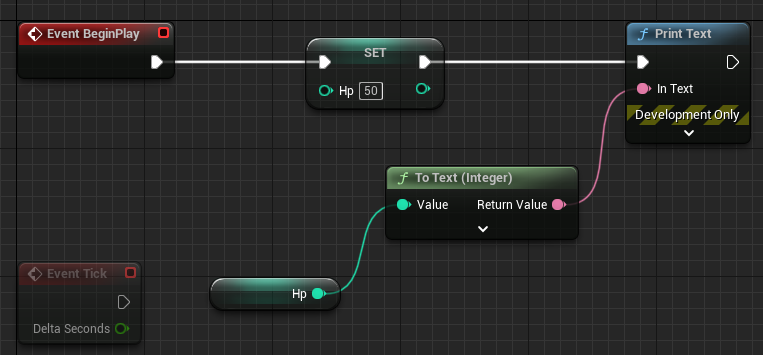 Event BeginPlay
SET
Hp 50
Print Text
In Text
Development Only
To Text (Integer)
Value Return Value
Hp
Event Tick
Delta Seconds